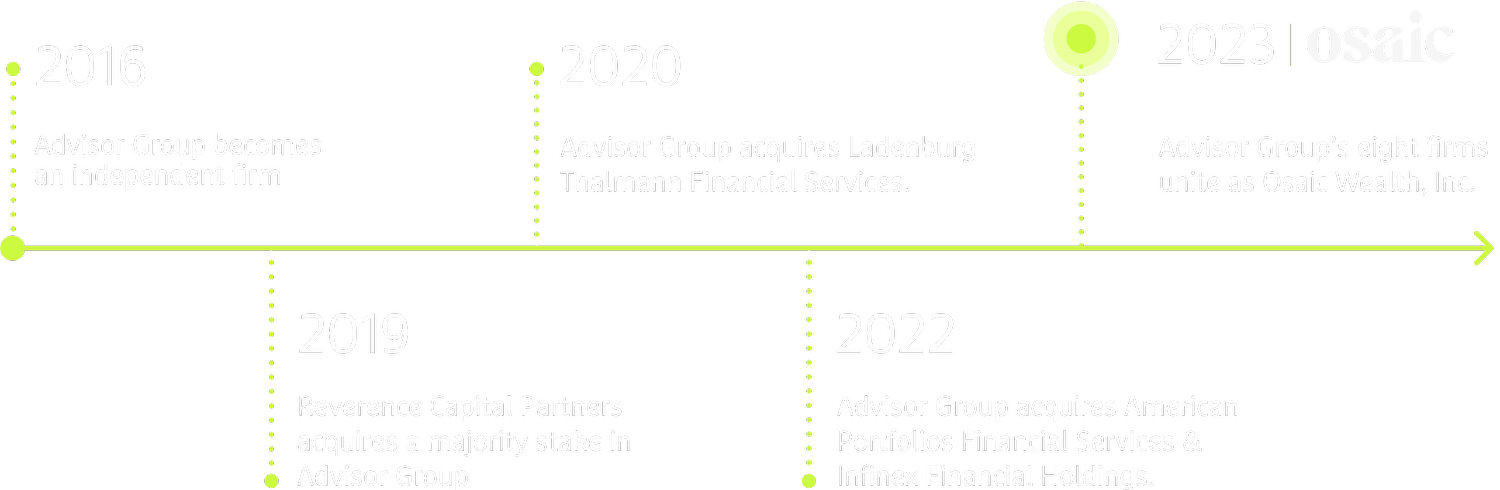 2016
Advisor Group becomes
an independent firm
2019
Reverence Capital Partners
acquires a majority stake in
Advisor Group
2020
Advisor Group acquires Ladenburg
Thalmann Financial Services.
2022
Advisor Group acquires American
Portfolios Financial Services &
Infinex Financial Holdings.
2023 | osaic
Advisor Group's eight firms
unite as Osaic Wealth, Inc.